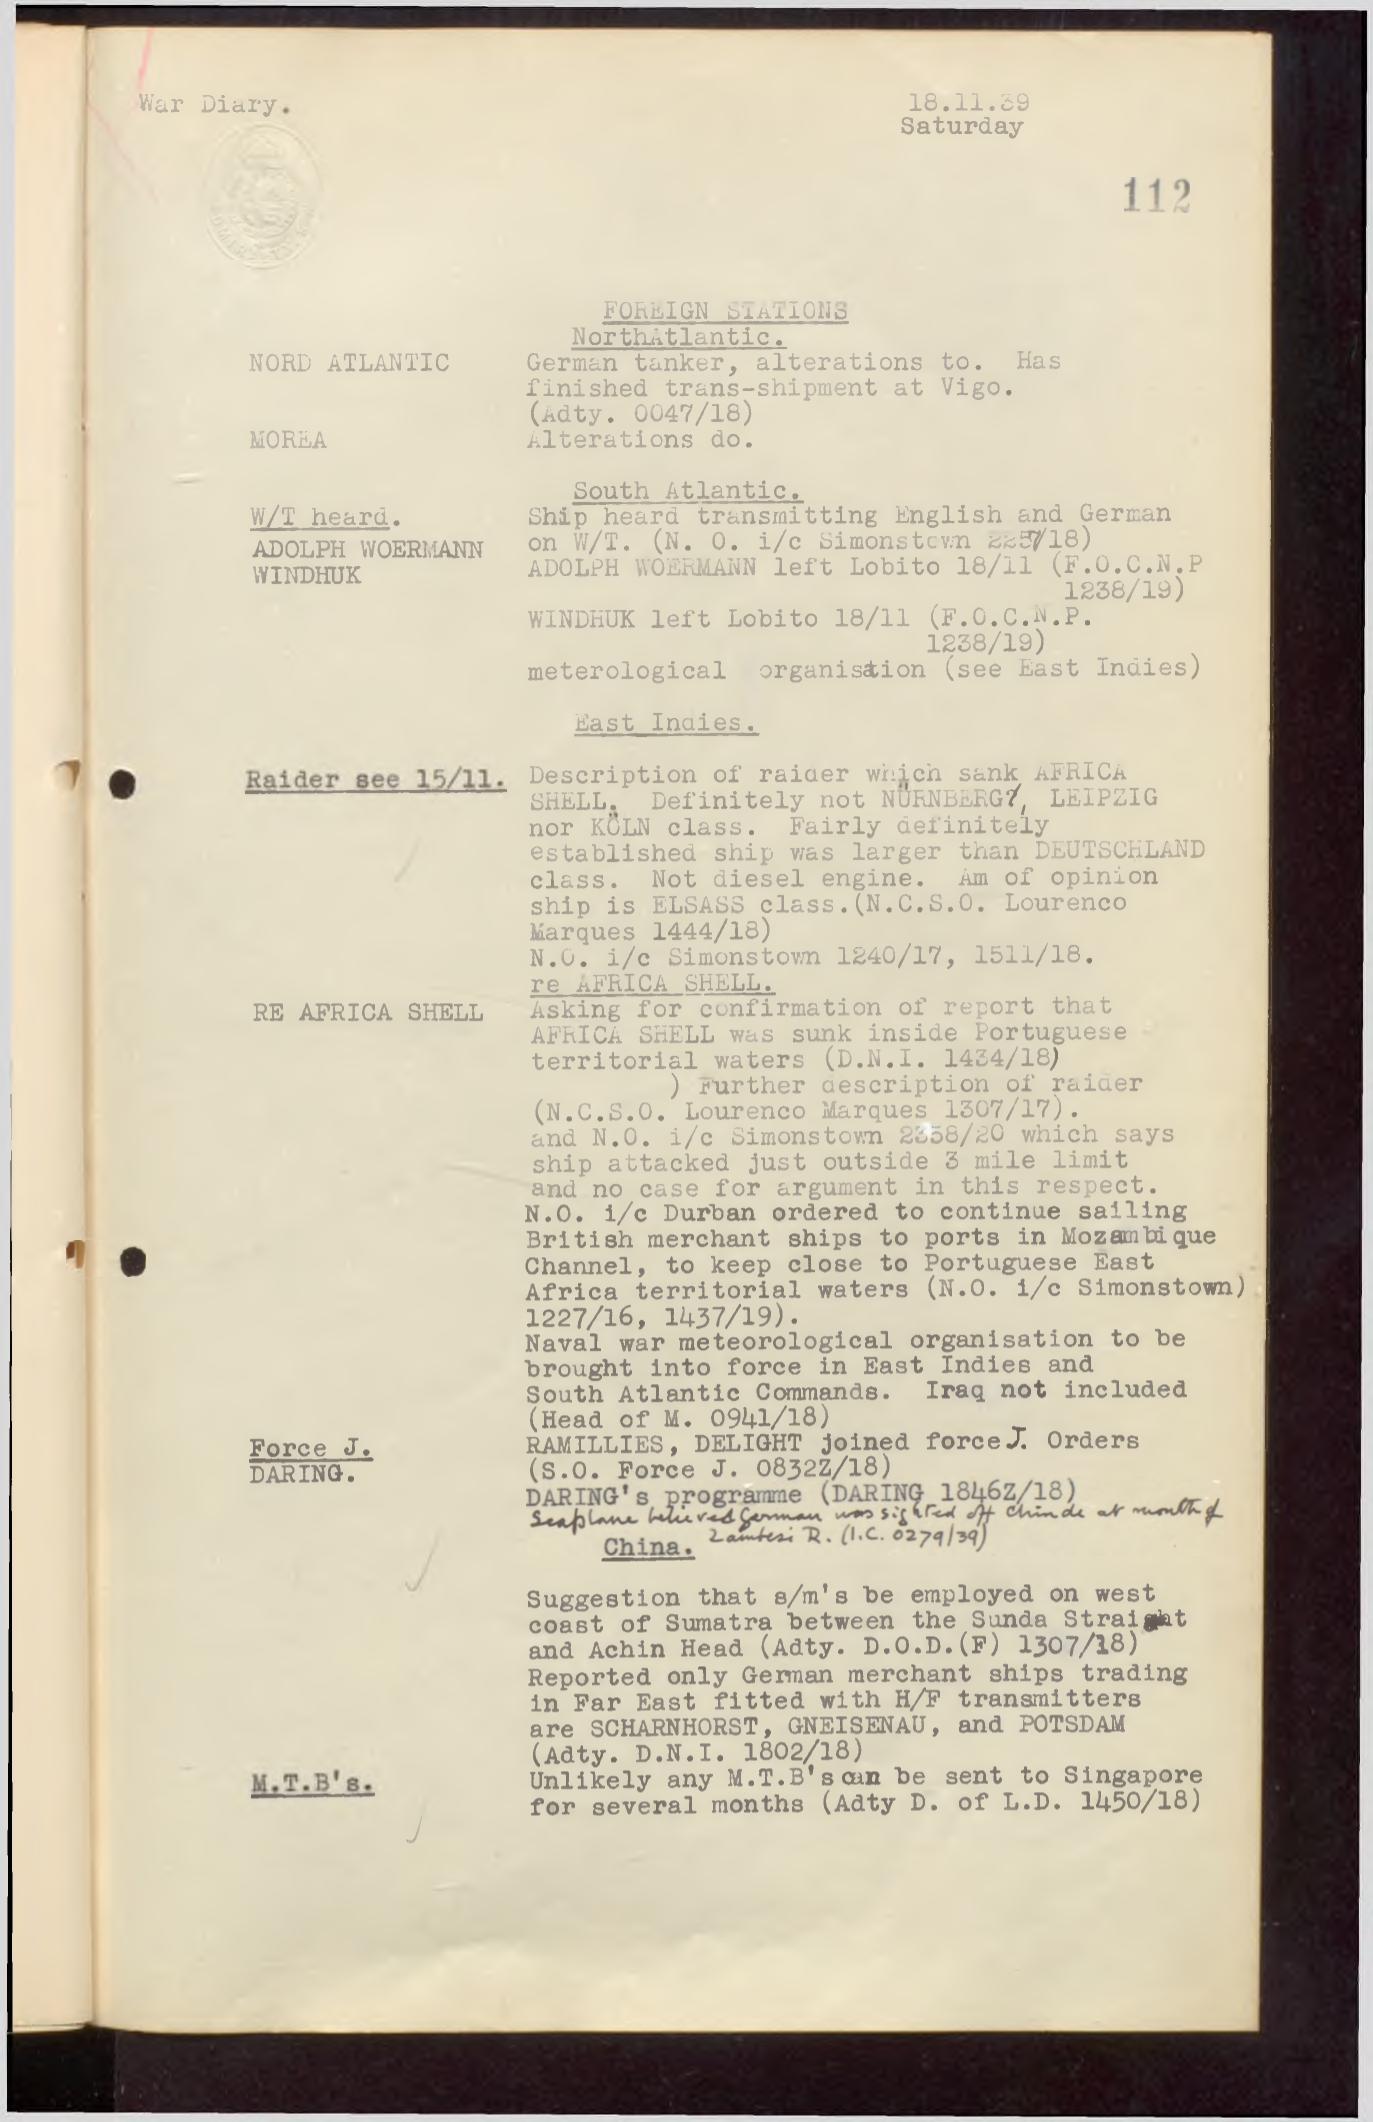 War Diary.
18.11.39
Saturday
112
FOREIGN STATIONS
NorthAtlantic.
NORD ATLANTIC German tanker, alterations to. Has
finished trans-shipment at Vigo.
(Adty. 0047/18)
MOREA Alterations do.
South Atlantic.
W/T heard. Ship heard transmitting English and German
on W/T. (N. O. i/c Simonstown 2257/18)
ADOLPH WOERMANN ADOLPH WOERMANN left Lobito 18/11 (F.O.C.N.P
1238/19)
WINDHUK WINDHUK left Lobito 18/11 (F.O.C.N.P.
1238/19)
meterological organisation (see East Indies)
East Indies.
Raider see 15/11. Description of raider which sank AFRICA
SHELL. Definitely not NÜRNBERG, LEIPZIG
nor KÖLN class. Fairly definitely
established ship was larger than DEUTSCHLAND
class. Not diesel engine. Am of opinion
ship is ELSASS class.(N.C.S.O. Lourenco
Marques 1444/18)
N.O. i/c Simonstown 1240/17, 1511/18.
re AFRICA SHELL.
RE AFRICA SHELL Asking for confirmation of report that
AFRICA SHELL was sunk inside Portuguese
territorial waters (D.N.I. 1434/18)
) Further description of raider
(N.C.S.O. Lourenco Marques 1307/17).
and N.O. i/c Simonstown 2358/20 which says
ship attacked just outside 3 mile limit
and no case for argument in this respect.
N.O. i/c Durban ordered to continue sailing
British merchant ships to ports in Mozambique
Channel, to keep close to Portuguese East
Africa territorial waters (N.O. i/c Simonstown)
1227/16, 1437/19).
Naval war meteorological organisation to be
brought into force in East Indies and
South Atlantic Commands. Iraq not included
(Head of M. 0941/18)
Force J. RAMILLIES, DELIGHT joined force J. Orders
(S.O. Force J. 0832Z/18)
DARING. DARING's programme (DARING 1846Z/18)
Seaplane believed German was sighted off Chinde at mouth of
Zambesi R. (I.C. 0279/39)
China.
Suggestion that s/m's be employed on west
coast of Sumatra between the Sunda Strait
and Achin Head (Adty. D.O.D.(F) 1307/18)
Reported only German merchant ships trading
in Far East fitted with H/F transmitters
are SCHARNHORST, GNEISENAU, and POTSDAM
(Adty. D.N.I. 1802/18)
M.T.B's. Unlikely any M.T.B's can be sent to Singapore
for several months (Adty D. of L.D. 1450/18)